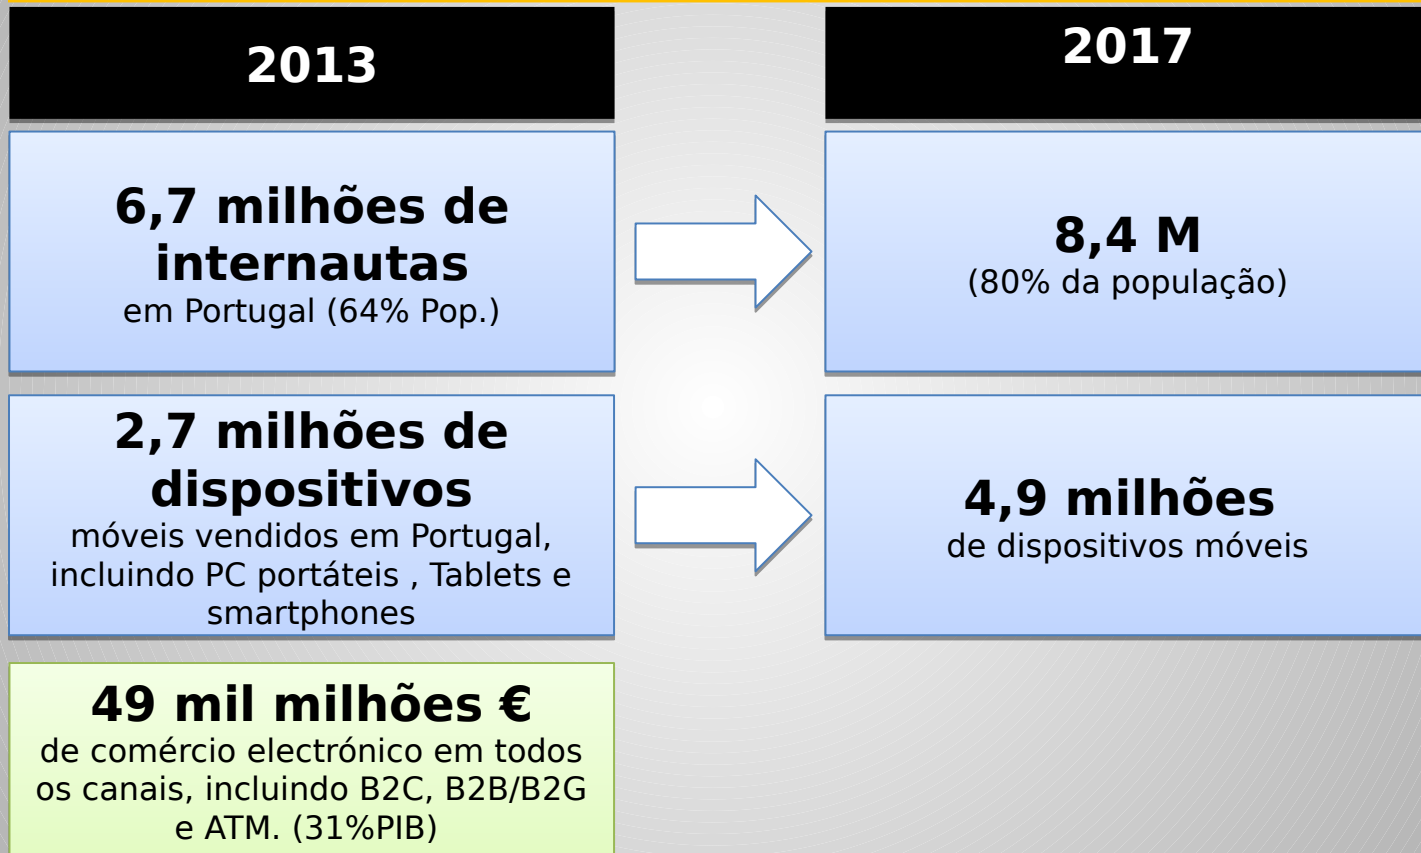 2013
2017
6,7 milhões de
internautas
em Portugal (64% Pop.)
8,4 M
(80% da população)
2,7 milhões de
dispositivos
móveis vendidos em Portugal,
incluindo PC portáteis , Tablets e
smartphones
4,9 milhões
de dispositivos móveis
49 mil milhões €
de comércio electrónico em todos
os canais, incluindo B2C, B2B/B2G
e ATM. (31%PIB)